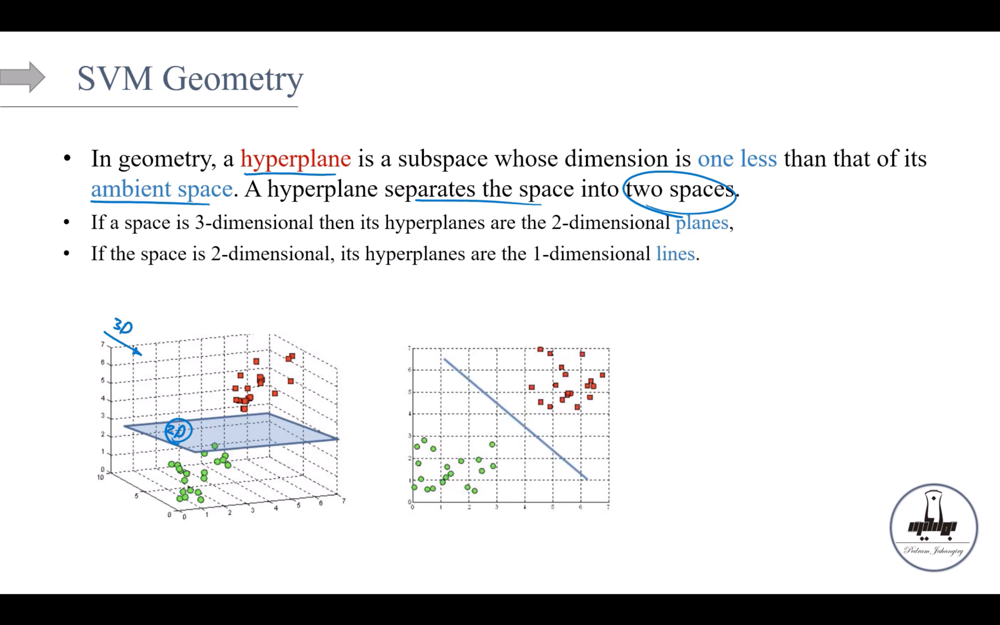 SVM Geometry
• In geometry, a hyperplane is a subspace whose dimension is one less than that of its
ambient space. A hyperplane separates the space into two spaces.
• If a space is 3-dimensional then its hyperplanes are the 2-dimensional planes,
• If the space is 2-dimensional, its hyperplanes are the 1-dimensional lines.
3D
7
6
5
4
3
2
1
0
10
5
0
0 1 2 3 4 5 6 7
2D
7
6
5
4
3
2
1
0
0 1 2 3 4 5 6 7
Pedram Jahangiry